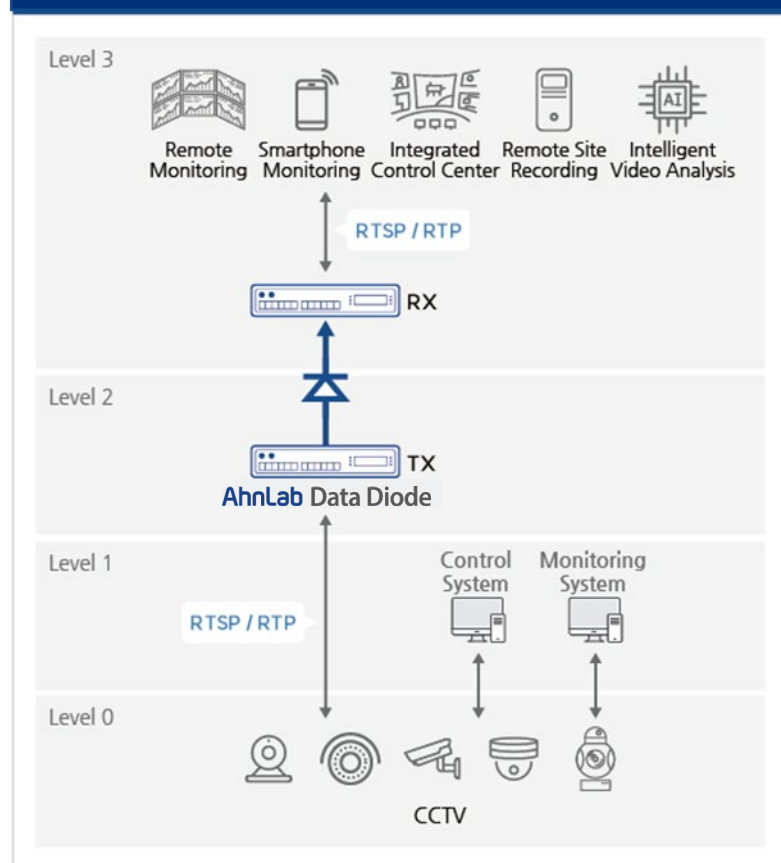 Level 3
AI
Remote Monitoring
Smartphone Monitoring
Integrated Control Center
Remote Site Recording
Intelligent Video Analysis
RTSP / RTP
RX
Level 2
TX
AhnLab Data Diode
Level 1
Control System
Monitoring System
RTSP / RTP
Level 0
CCTV